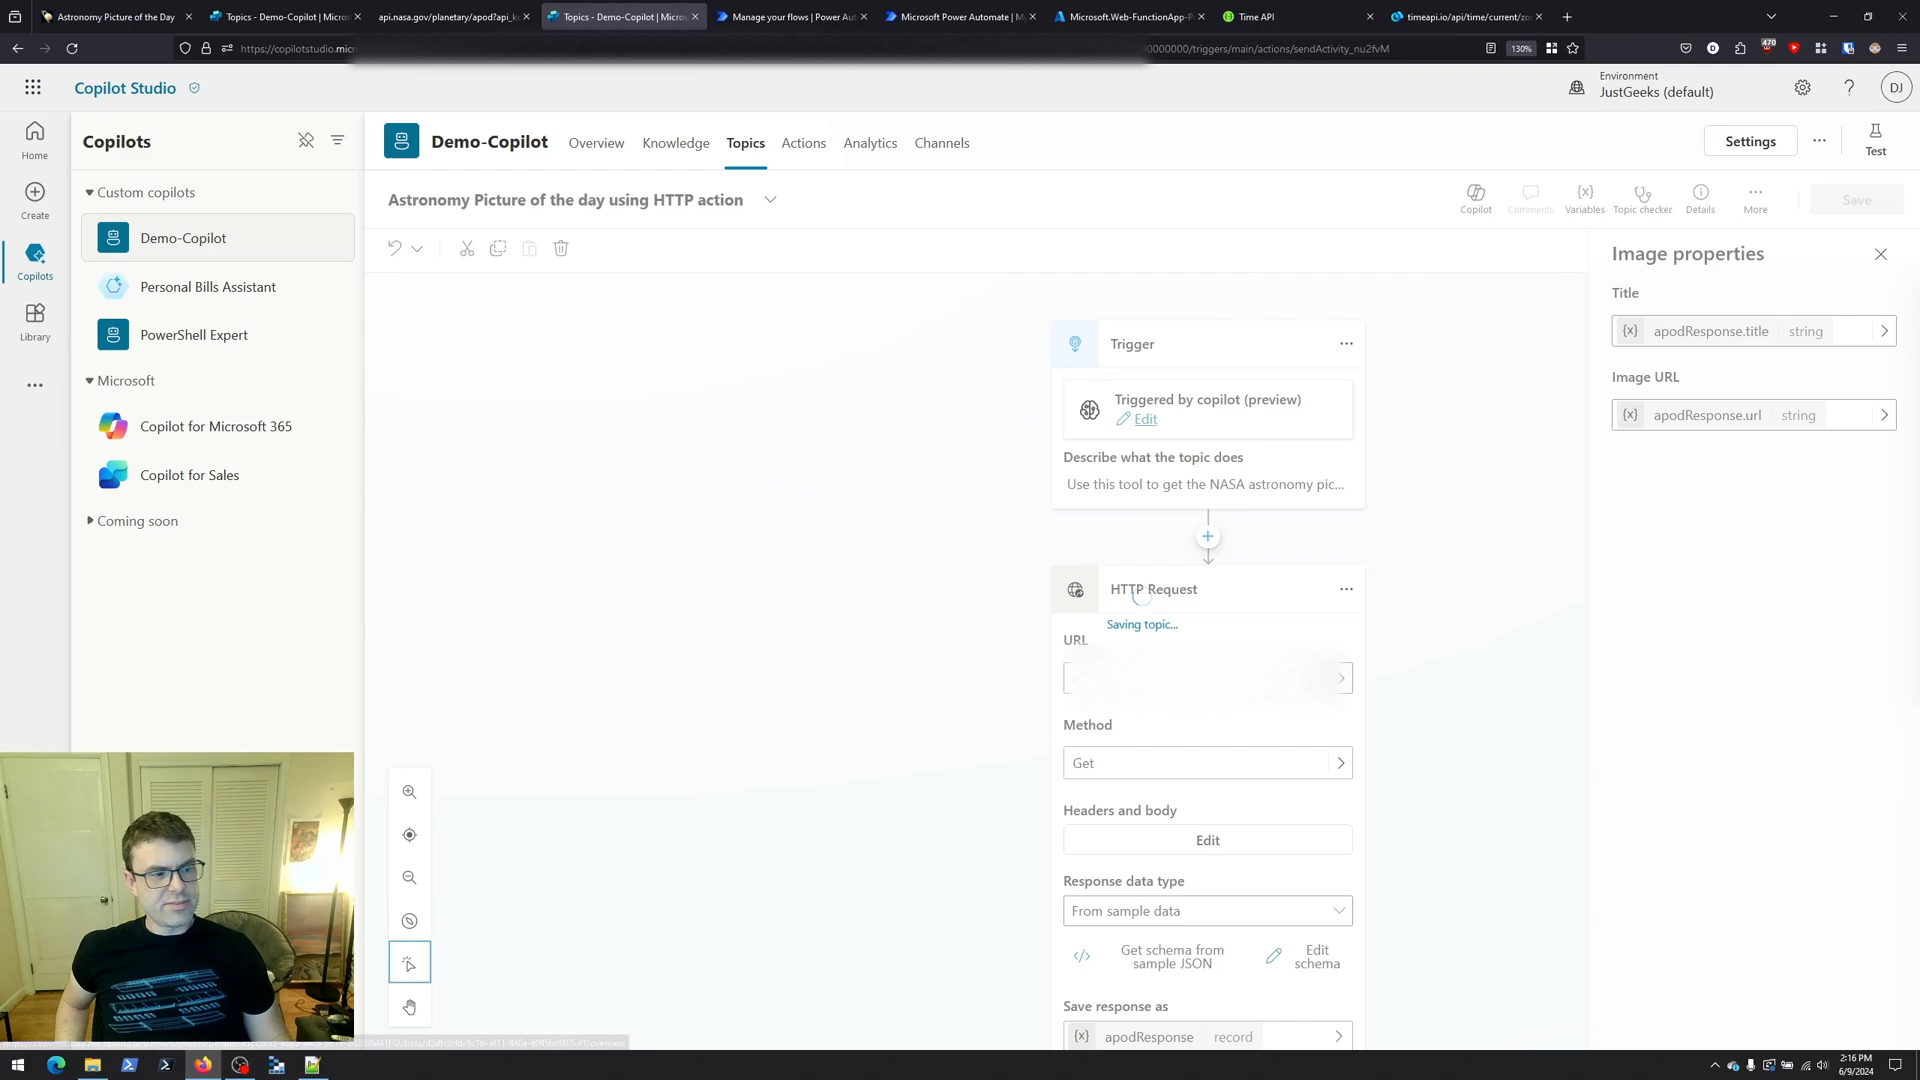 Astronomy Picture of the Day
Topics - Demo-Copilot | Micros
api.nasa.gov/planetary/apod?api_ke
Topics - Demo-Copilot | Micros
Manage your flows | Power Aut
Microsoft Power Automate | My
Microsoft.Web-FunctionApp-P
Time API
timeapi.io/api/time/current/zo
https://copilotstudio.micr
00000000/triggers/main/actions/sendActivity_nu2fvM
130%
470
Copilot Studio
Environment
JustGeeks (default)
DJ
Home
Create
Copilots
Library
Copilots
Custom copilots
Demo-Copilot
Personal Bills Assistant
PowerShell Expert
Microsoft
Copilot for Microsoft 365
Copilot for Sales
Coming soon
Demo-Copilot
Overview
Knowledge
Topics
Actions
Analytics
Channels
Settings
Test
Astronomy Picture of the day using HTTP action
Copilot
Comments
Variables
Topic checker
Details
More
Save
Trigger
Triggered by copilot (preview)
Edit
Describe what the topic does
Use this tool to get the NASA astronomy pic...
HTTP Request
Saving topic...
URL
Method
Get
Headers and body
Edit
Response data type
From sample data
Get schema from
sample JSON
Edit
schema
Save response as
{x} apodResponse record
Image properties
Title
{x} apodResponse.title string
Image URL
{x} apodResponse.url string
2:16 PM
6/9/2024